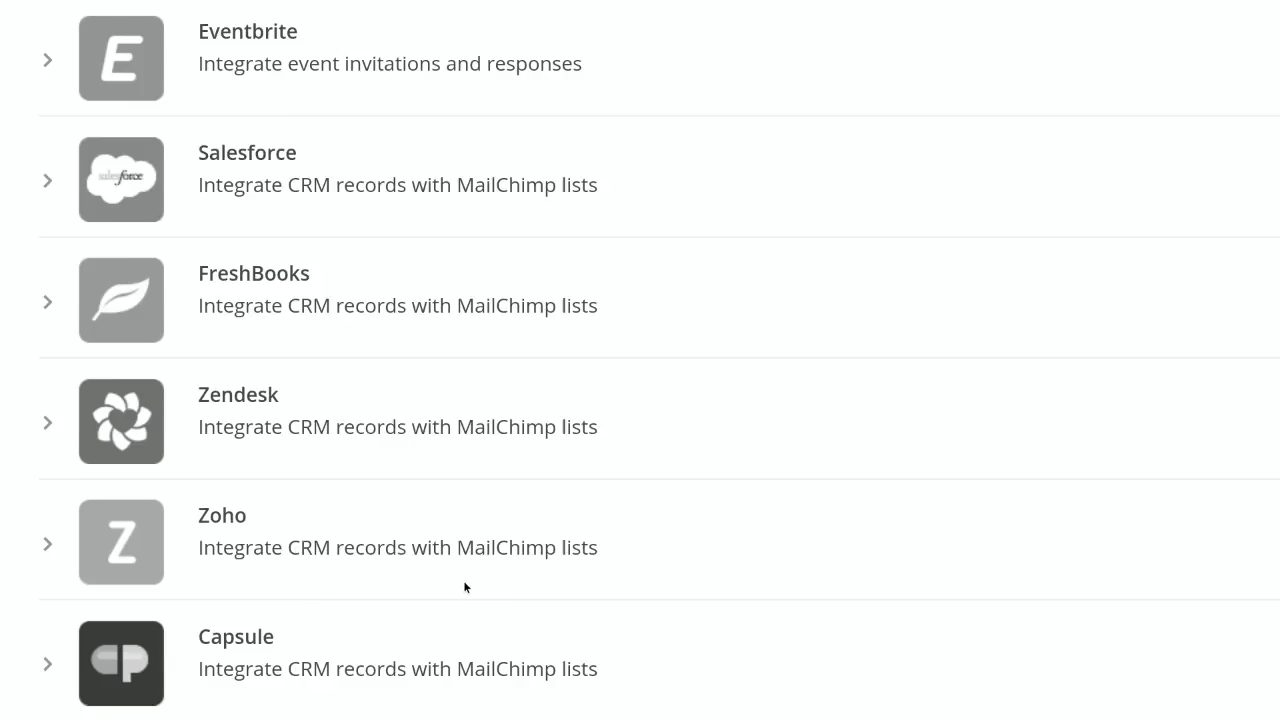 Eventbrite
Integrate event invitations and responses
Salesforce
Integrate CRM records with MailChimp lists
salesforce
FreshBooks
Integrate CRM records with MailChimp lists
Zendesk
Integrate CRM records with MailChimp lists
Zoho
Integrate CRM records with MailChimp lists
Capsule
Integrate CRM records with MailChimp lists